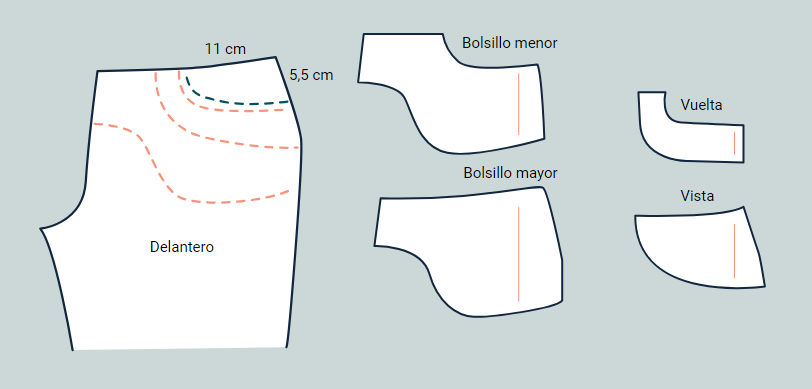 11 cm
5,5 cm
Delantero
Bolsillo menor
Bolsillo mayor
Vuelta
Vista